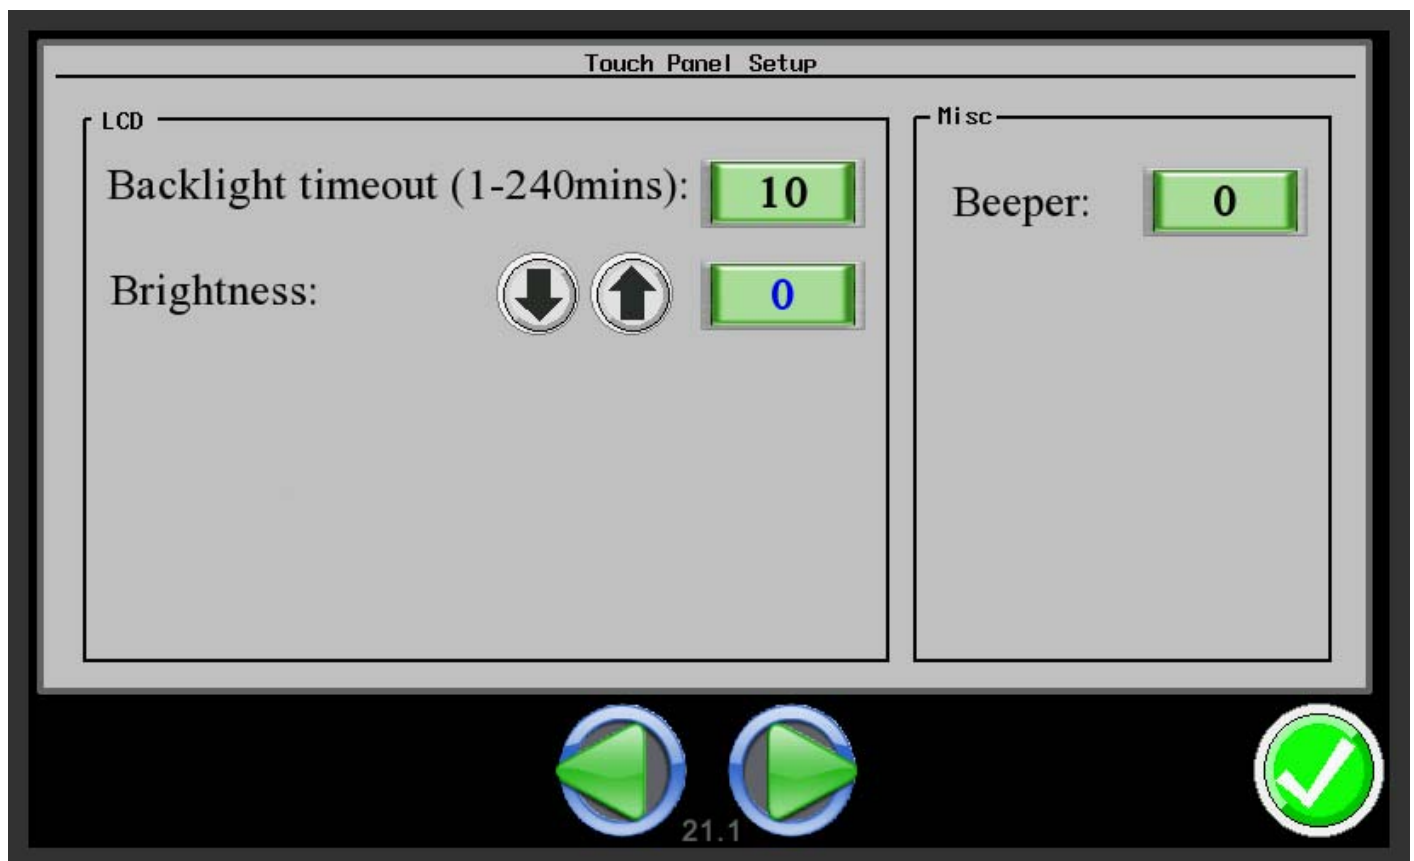 Touch Panel Setup
LCD
Backlight timeout (1-240mins): 10
Brightness: 0
Misc
Beeper: 0
21.1